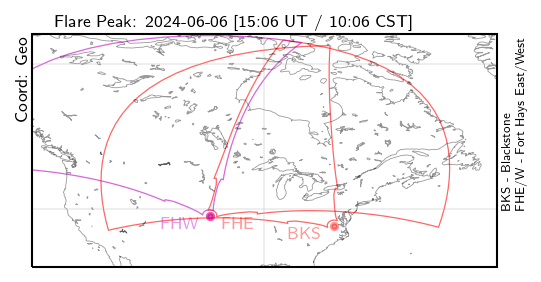 Flare Peak: 2024-06-06 [15:06 UT / 10:06 CST]
Coord: Geo
FHW
FHE
BKS
BKS - Blackstone
FHE/W - Fort Hays East/West